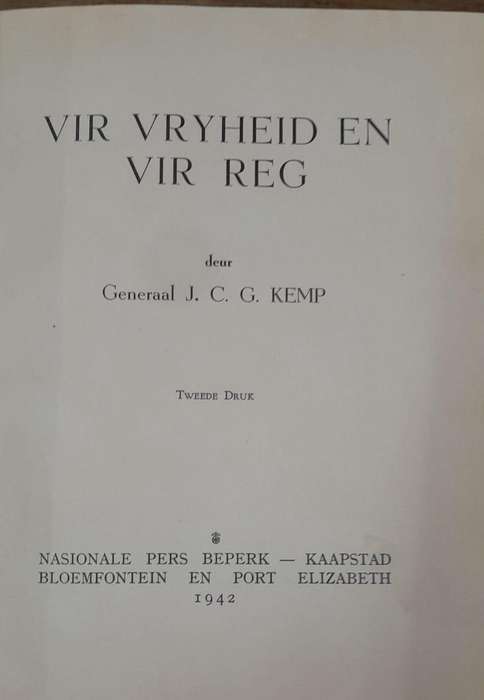 VIR VRYHEID EN
VIR REG
deur
Generaal J. C. G. KEMP
TWEEDE DRUK
NASIONALE PERS BEPERK — KAAPSTAD
BLOEMFONTEIN EN PORT ELIZABETH
1942